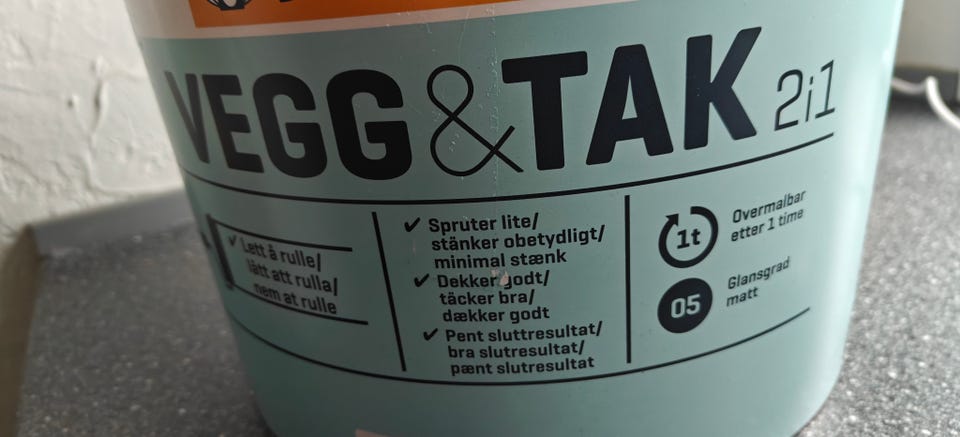 VEGG&TAK 2i1
✔ Lett å rulle/
lätt att rulla/
nem at rulle
✔ Spruter lite/
stänker obetydligt/
minimal stænk
✔ Dekker godt/
täcker bra/
dækker godt
✔ Pent sluttresultat/
bra slutresultat/
pænt slutresultat
1t
Overmalbar
etter 1 time
05
Glansgrad
matt